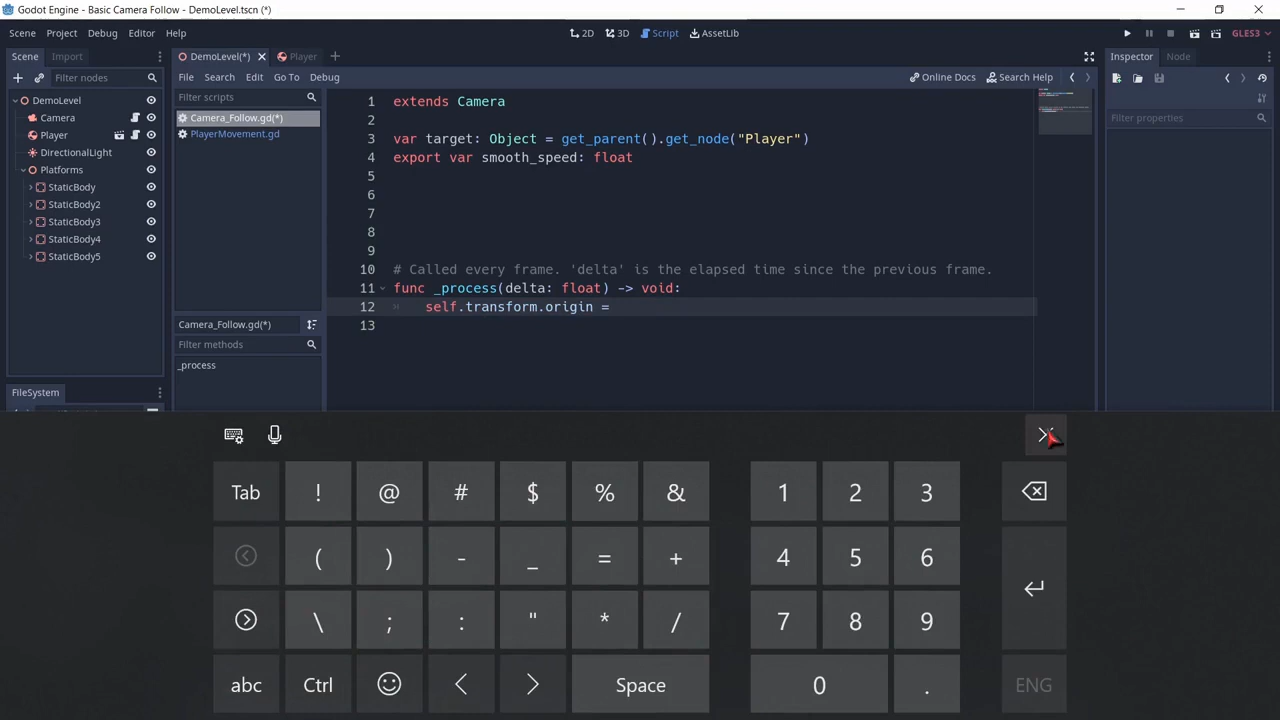 Godot Engine - Basic Camera Follow - DemoLevel.tscn (*)
Scene Project Debug Editor Help
2D 3D Script AssetLib
GLES3
Scene Import
Filter nodes
DemoLevel
Camera
Player
DirectionalLight
Platforms
StaticBody
StaticBody2
StaticBody3
StaticBody4
StaticBody5
FileSystem
DemoLevel(*) Player
File Search Edit Go To Debug
Online Docs Search Help
Filter scripts
Camera_Follow.gd(*)
PlayerMovement.gd
Camera_Follow.gd(*)
Filter methods
_process
1 extends Camera
2
3 var target: Object = get_parent().get_node("Player")
4 export var smooth_speed: float
5
6
7
8
9
10 # Called every frame. 'delta' is the elapsed time since the previous frame.
11 func _process(delta: float) -> void:
12 self.transform.origin =
13
Inspector Node
Filter properties
Tab ! @ # $ % & 1 2 3
( ) - _ = + 4 5 6
\ ; : " * / 7 8 9
abc Ctrl < > Space 0 . ENG